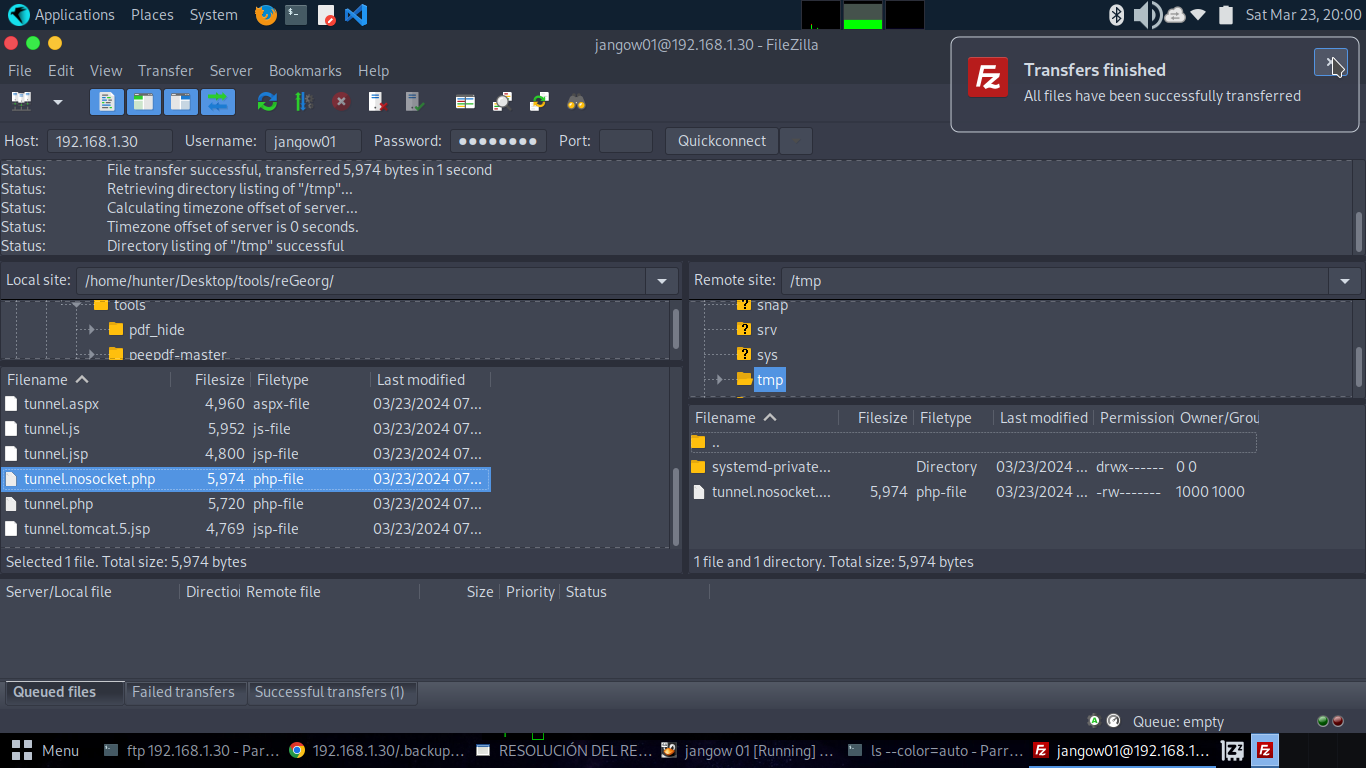 Applications Places System Sat Mar 23, 20:00
jangow01@192.168.1.30 - FileZilla
File Edit View Transfer Server Bookmarks Help
Transfers finished
All files have been successfully transferred
Host: 192.168.1.30 Username: jangow01 Password: ●●●●●●●● Port: Quickconnect
Status: File transfer successful, transferred 5,974 bytes in 1 second
Status: Retrieving directory listing of "/tmp"...
Status: Calculating timezone offset of server...
Status: Timezone offset of server is 0 seconds.
Status: Directory listing of "/tmp" successful
Local site: /home/hunter/Desktop/tools/reGeorg/
tools
pdf_hide
peepdf-master
Filename Filesize Filetype Last modified
tunnel.aspx 4,960 aspx-file 03/23/2024 07...
tunnel.js 5,952 js-file 03/23/2024 07...
tunnel.jsp 4,800 jsp-file 03/23/2024 07...
tunnel.nosocket.php 5,974 php-file 03/23/2024 07...
tunnel.php 5,720 php-file 03/23/2024 07...
tunnel.tomcat.5.jsp 4,769 jsp-file 03/23/2024 07...
Selected 1 file. Total size: 5,974 bytes
Remote site: /tmp
snap
srv
sys
tmp
Filename Filesize Filetype Last modified Permission Owner/Grou
..
systemd-private... Directory 03/23/2024 ... drwx------ 0 0
tunnel.nosocket.... 5,974 php-file 03/23/2024 ... -rw------- 1000 1000
1 file and 1 directory. Total size: 5,974 bytes
Server/Local file Directioı Remote file Size Priority Status
Queued files Failed transfers Successful transfers (1)
Queue: empty
Menu ftp 192.168.1.30 - Par... 192.168.1.30/.backup... RESOLUCIÓN DEL RE... jangow 01 [Running] ... ls --color=auto - Parr... jangow01@192.168.1...